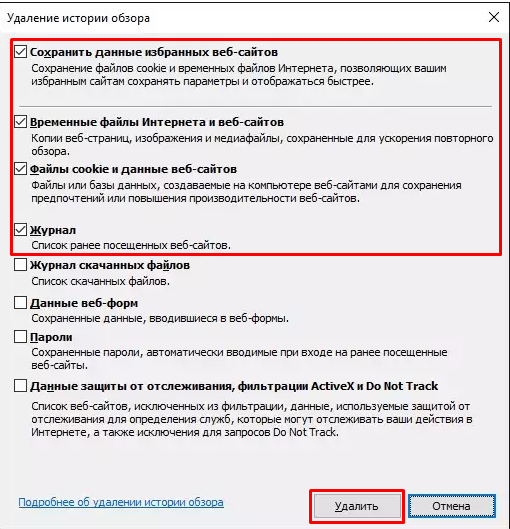 Удаление истории обзора
Сохранить данные избранных веб-сайтов
Сохранение файлов cookie и временных файлов Интернета, позволяющих вашим
избранным сайтам сохранять параметры и отображаться быстрее.
Временные файлы Интернета и веб-сайтов
Копии веб-страниц, изображения и медиафайлы, сохраненные для ускорения повторного
обзора.
Файлы cookie и данные веб-сайтов
Файлы или базы данных, создаваемые на компьютере веб-сайтами для сохранения
предпочтений или повышения производительности веб-сайтов.
Журнал
Список ранее посещенных веб-сайтов.
Журнал скачанных файлов
Список скачанных файлов.
Данные веб-форм
Сохраненные данные, вводившиеся в веб-формы.
Пароли
Сохраненные пароли, автоматически вводимые при входе на ранее посещенные
веб-сайты.
Данные защиты от отслеживания, фильтрации ActiveX и Do Not Track
Список веб-сайтов, исключенных из фильтрации, данные, используемые защитой от
отслеживания для определения служб, которые могут отслеживать ваши действия в
Интернете, а также исключения для запросов Do Not Track.
Подробнее об удалении истории обзора
Удалить
Отмена